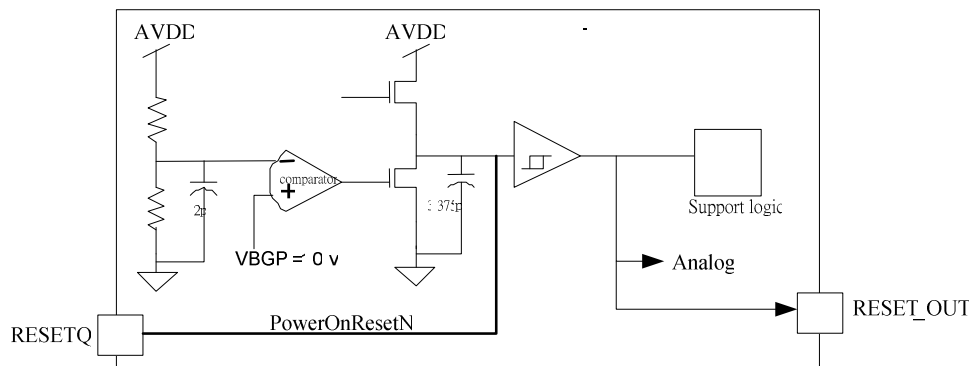 AVDD
AVDD
comparator
2p
VBGP =
0 v
Support logic
Analog
RESETQ
PowerOnResetN
RESET_OUT